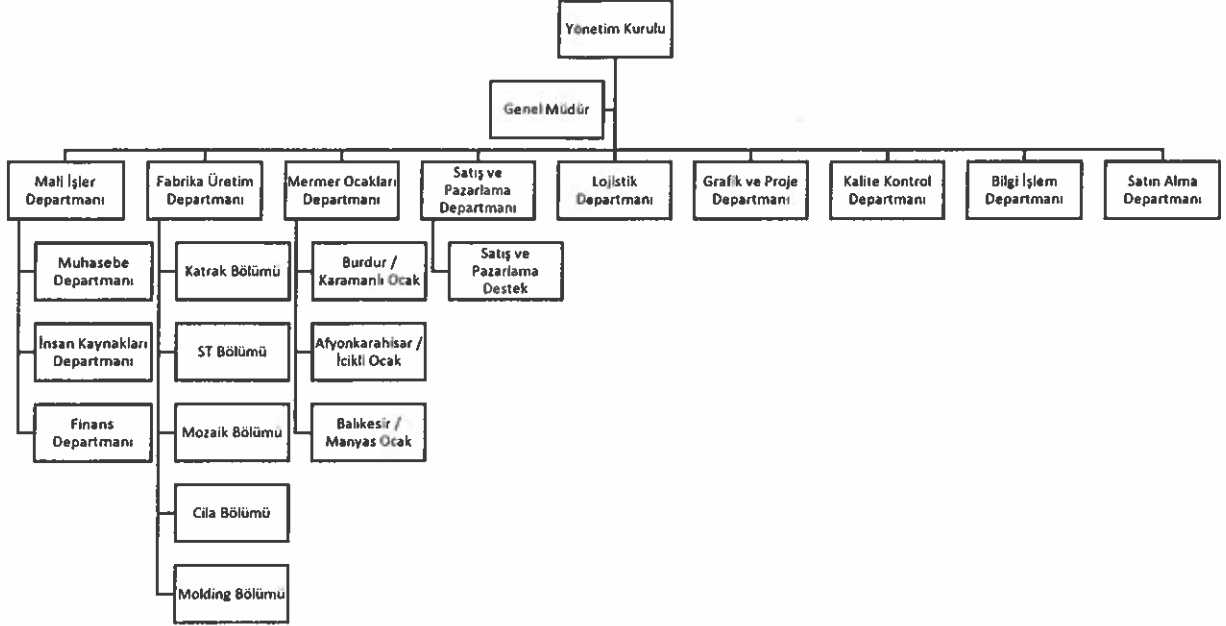 Yönetim Kurulu
Genel Müdür
Mali İşler
Departmanı
Fabrika Üretim
Departmanı
Mermer Ocakları
Departmanı
Satış ve
Pazarlama
Departmanı
Lojistik
Departmanı
Grafik ve Proje
Departmanı
Kalite Kontrol
Departmanı
Bilgi İşlem
Departmanı
Satın Alma
Departmanı
Muhasebe
Departmanı
İnsan Kaynakları
Departmanı
Finans
Departmanı
Katrak Bölümü
ST Bölümü
Mozaik Bölümü
Cila Bölümü
Molding Bölümü
Burdur /
Karamanlı Ocak
Afyonkarahisar /
İcikli Ocak
Balıkesir /
Manyas Ocak
Satış ve
Pazarlama
Destek